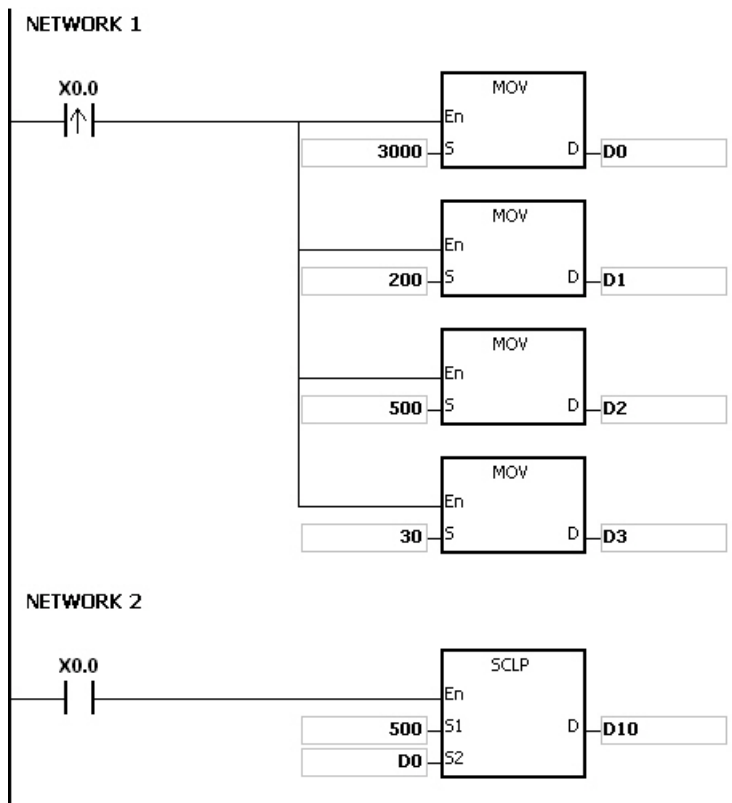 NETWORK 1
X0.0
MOV
En
3000 S D D0
MOV
En
200 S D D1
MOV
En
500 S D D2
MOV
En
30 S D D3
NETWORK 2
X0.0
SCLP
En
500 S1 D D10
D0 S2